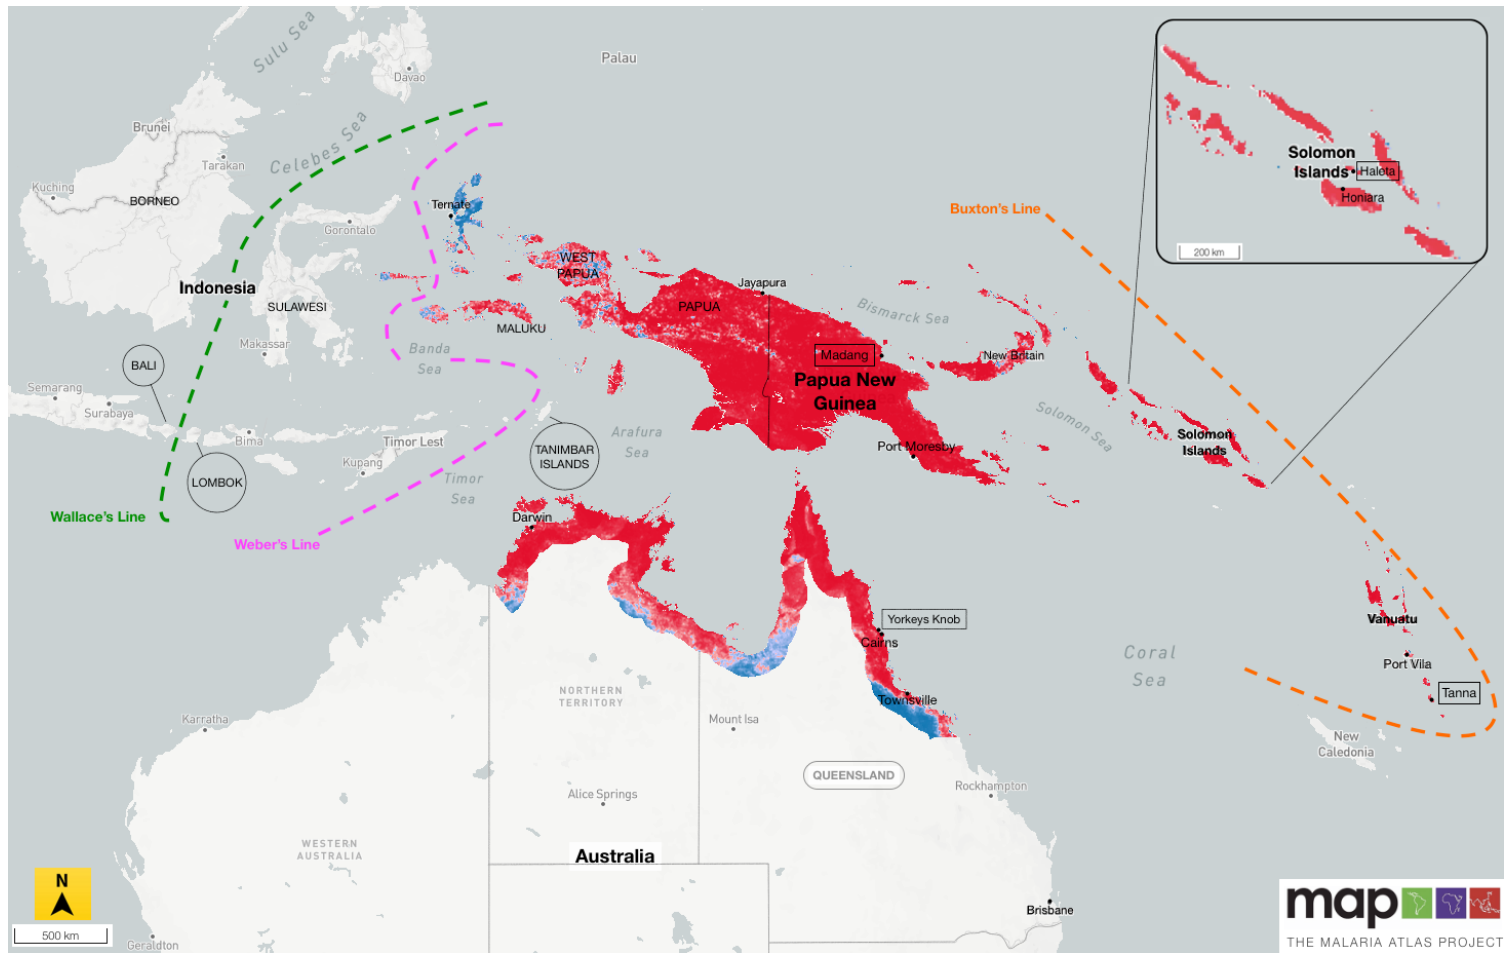 Sulu Sea
Palau
Davao
Celebes Sea
Brunei
Tarakan
Kuching
BORNEO
Ternate
Gorontalo
Indonesia
SULAWESI
Makassar
WEST
PAPUA
PAPUA
Jayapura
MALUKU
Banda
Sea
Bismarck Sea
Madang
New Britain
Papua New
Guinea
Buxton's Line
Solomon
Islands
Haleta
Honiara
200 km
BALI
Semarang
Surabaya
Bima
LOMBOK
Timor Lest
Kupang
TANIMBAR
ISLANDS
Arafura
Sea
Timor
Sea
Port Moresby
Solomon Sea
Solomon
Islands
Wallace's Line
Weber's Line
Darwin
Yorkeys Knob
Cairns
Townsville
Coral
Sea
Vanuatu
Port Vila
Tanna
New
Caledonia
NORTHERN
TERRITORY
Mount Isa
Karratha
QUEENSLAND
Alice Springs
Rockhampton
WESTERN
AUSTRALIA
Australia
Brisbane
Geraldton
N
500 km
map
THE MALARIA ATLAS PROJECT